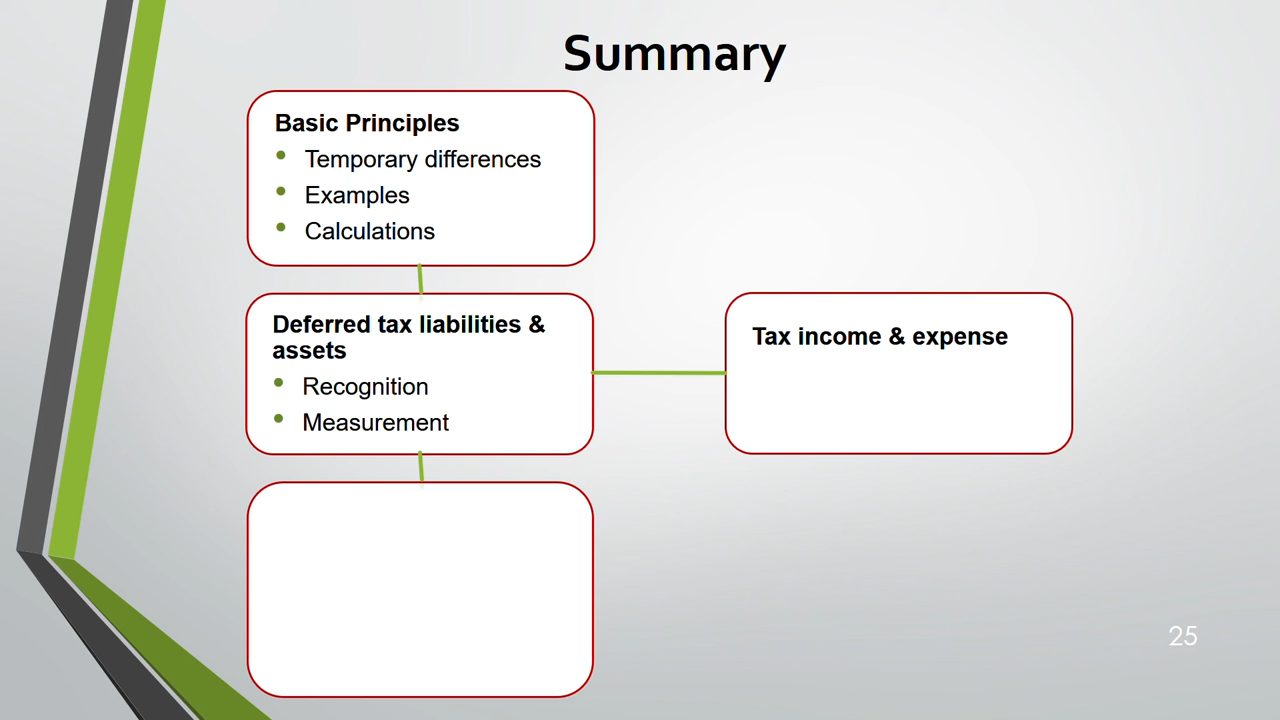 Summary
Basic Principles
Temporary differences
Examples
Calculations
Deferred tax liabilities &
assets
Recognition
Measurement
Tax income & expense
25